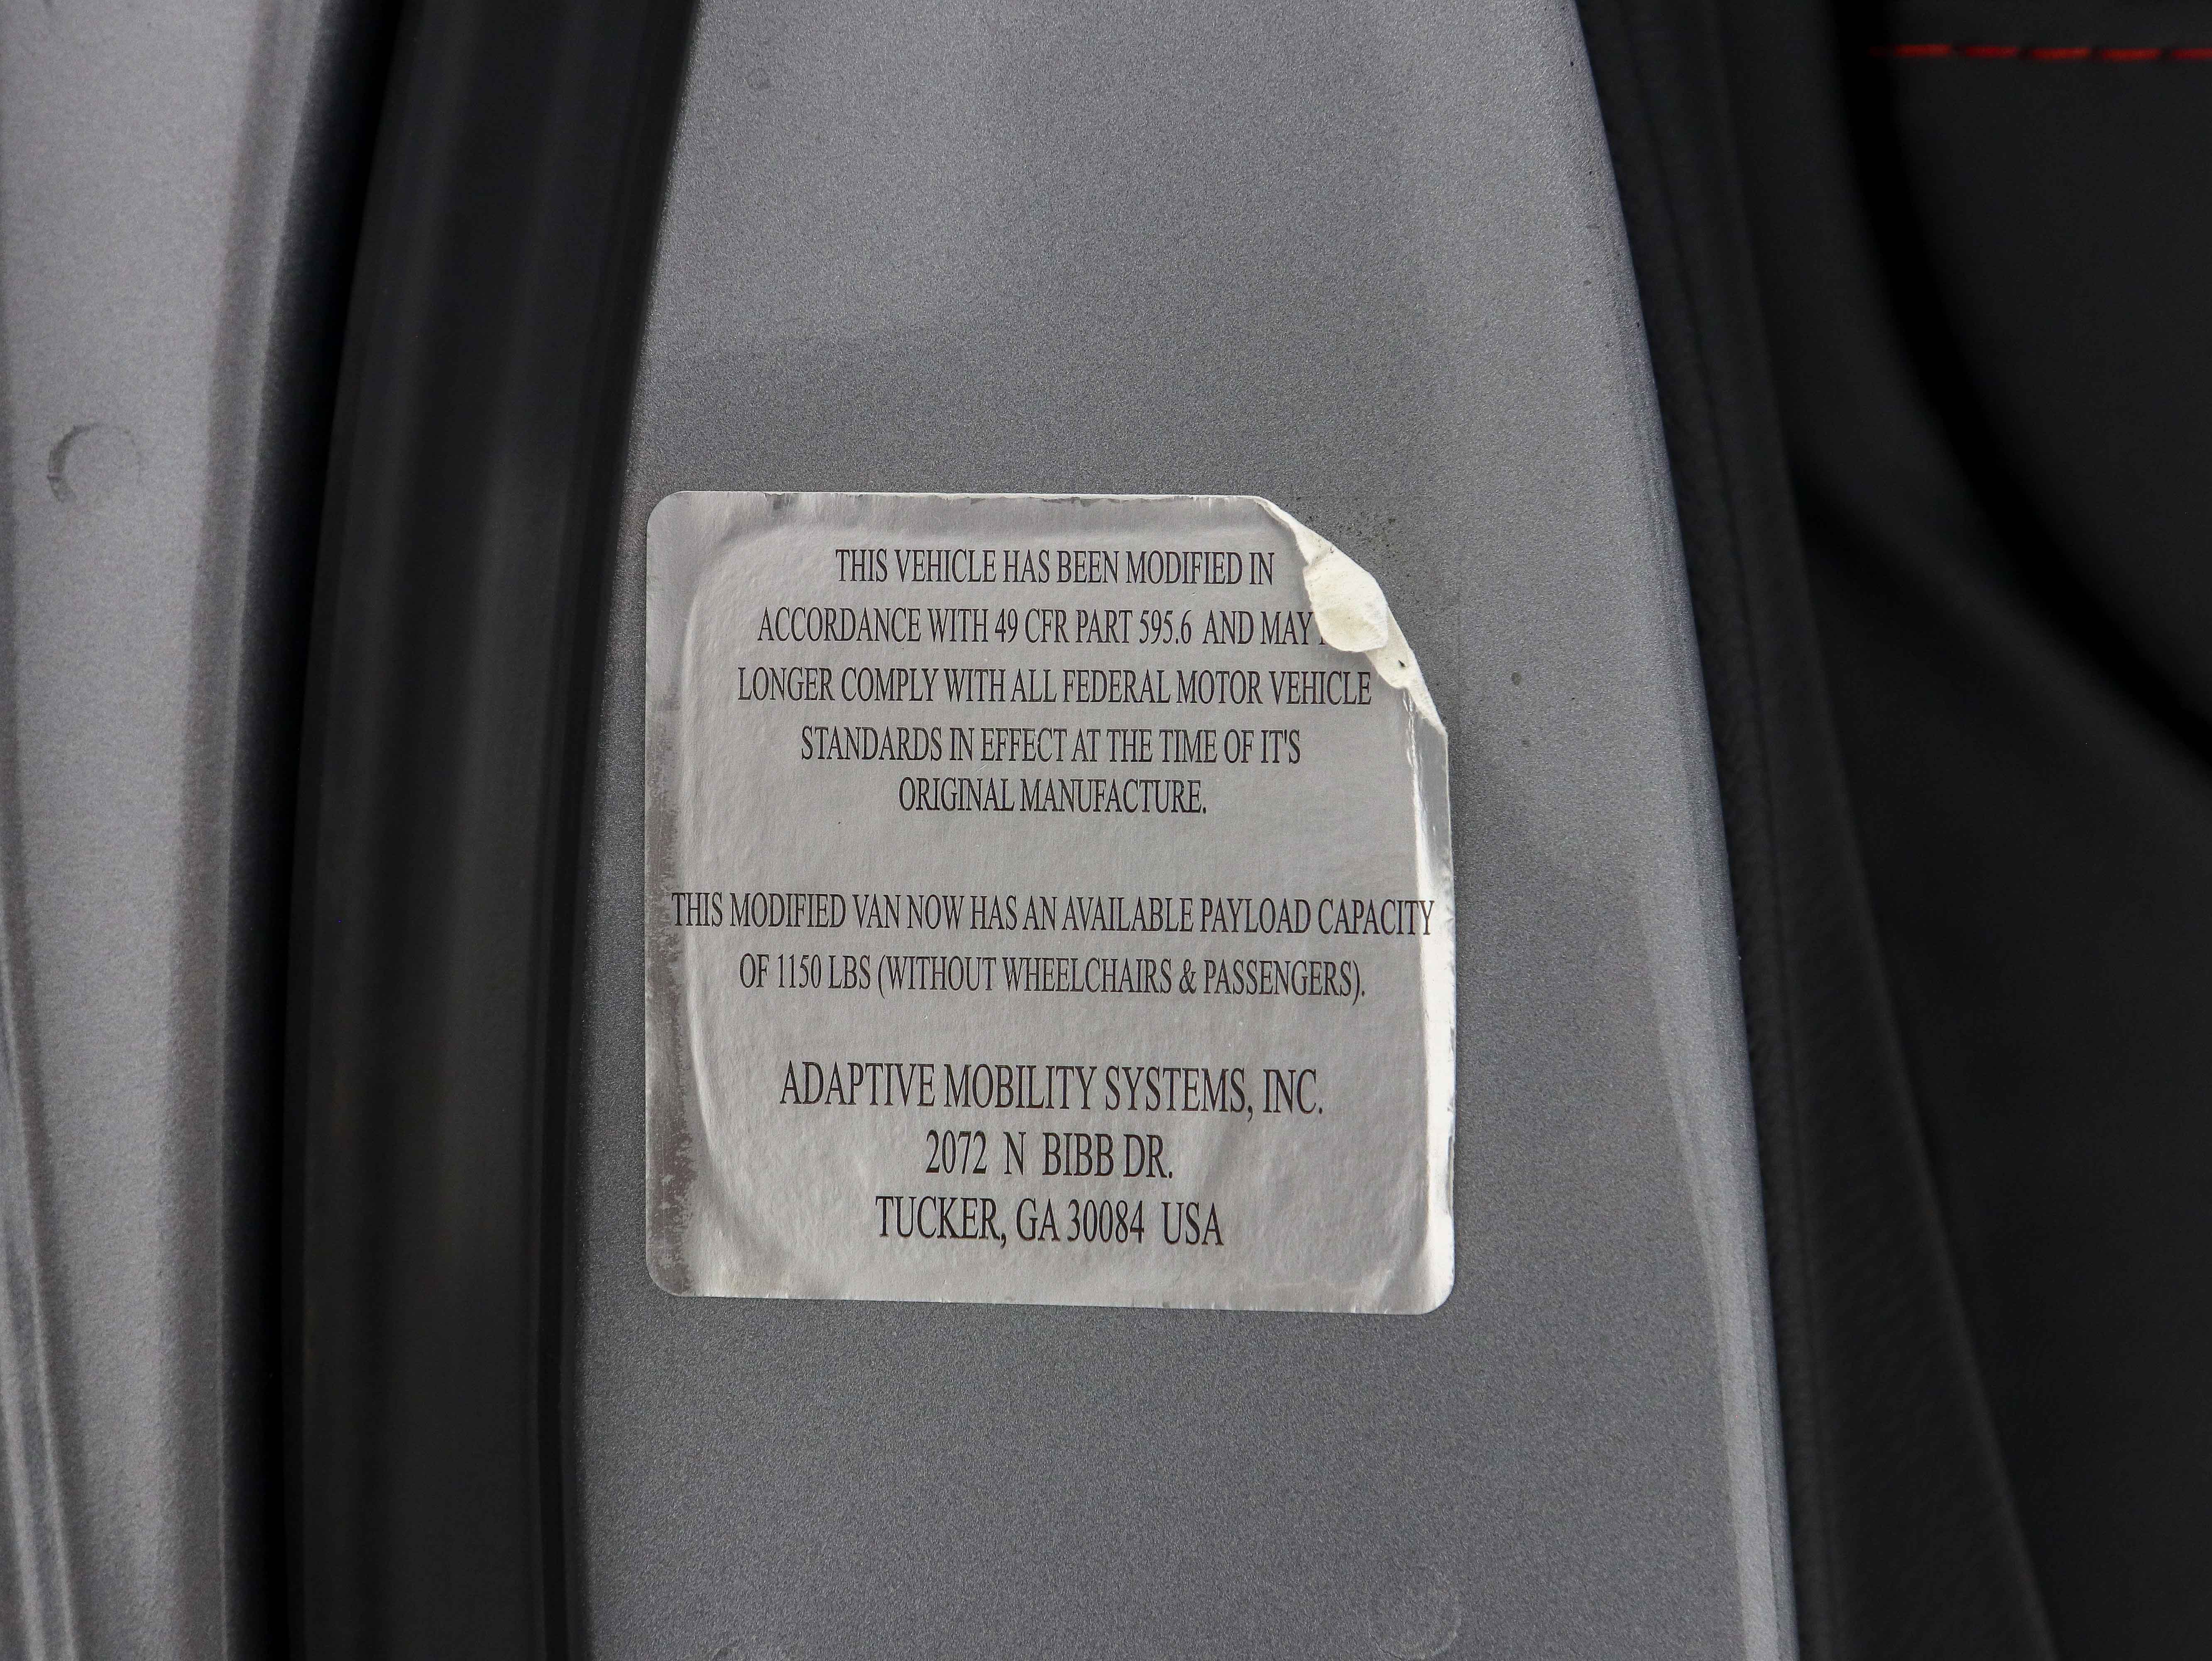 THIS VEHICLE HAS BEEN MODIFIED IN
ACCORDANCE WITH 49 CFR PART 595.6 AND MAY
LONGER COMPLY WITH ALL FEDERAL MOTOR VEHICLE
STANDARDS IN EFFECT AT THE TIME OF IT'S
ORIGINAL MANUFACTURE.
THIS MODIFIED VAN NOW HAS AN AVAILABLE PAYLOAD CAPACITY
OF 1150 LBS (WITHOUT WHEELCHAIRS & PASSENGERS).
ADAPTIVE MOBILITY SYSTEMS, INC.
2072 N BIBB DR.
TUCKER, GA 30084 USA